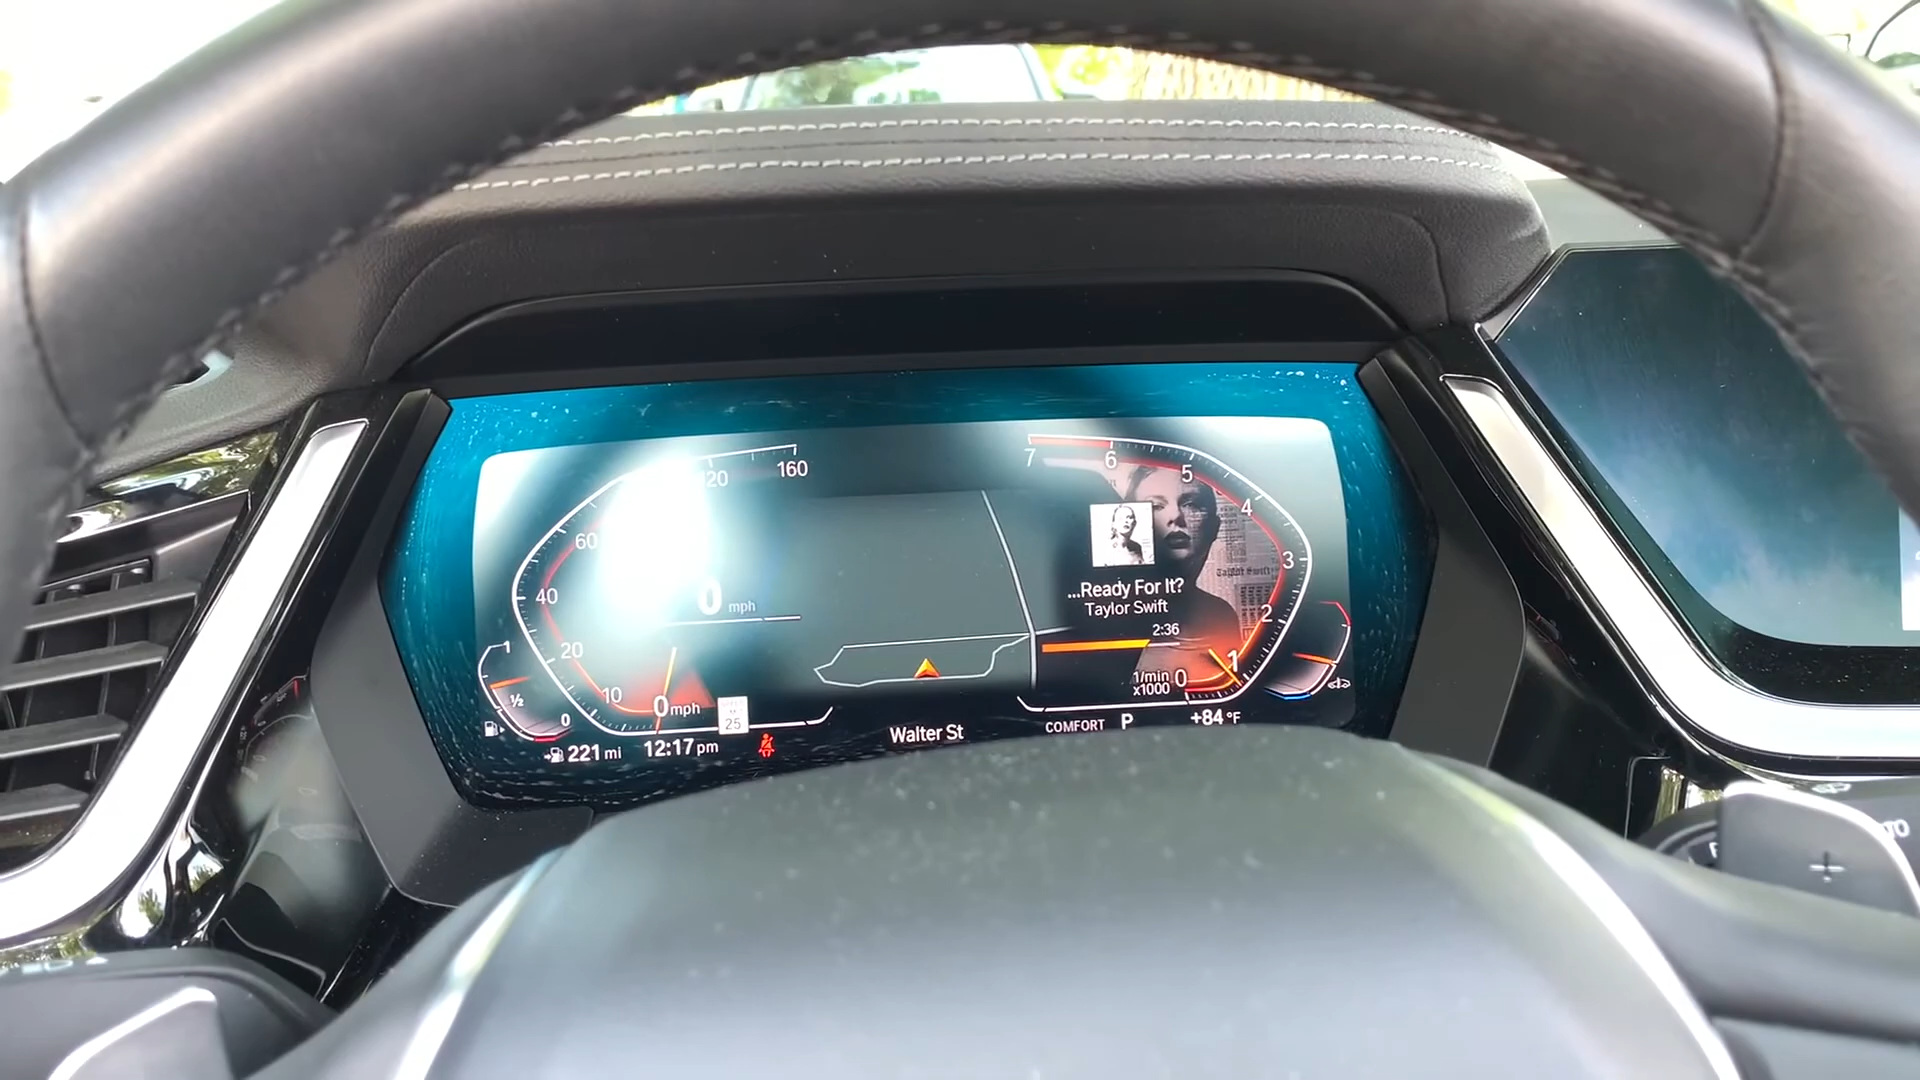 160
60
40
20
10
0 mph
0 mph
25
1
½
0
221 mi
12:17 pm
Walter St
7
6
5
4
3
2
1
0
1/min
x1000
Taylor Swift
...Ready For It?
Taylor Swift
2:36
COMFORT P
+84 °F